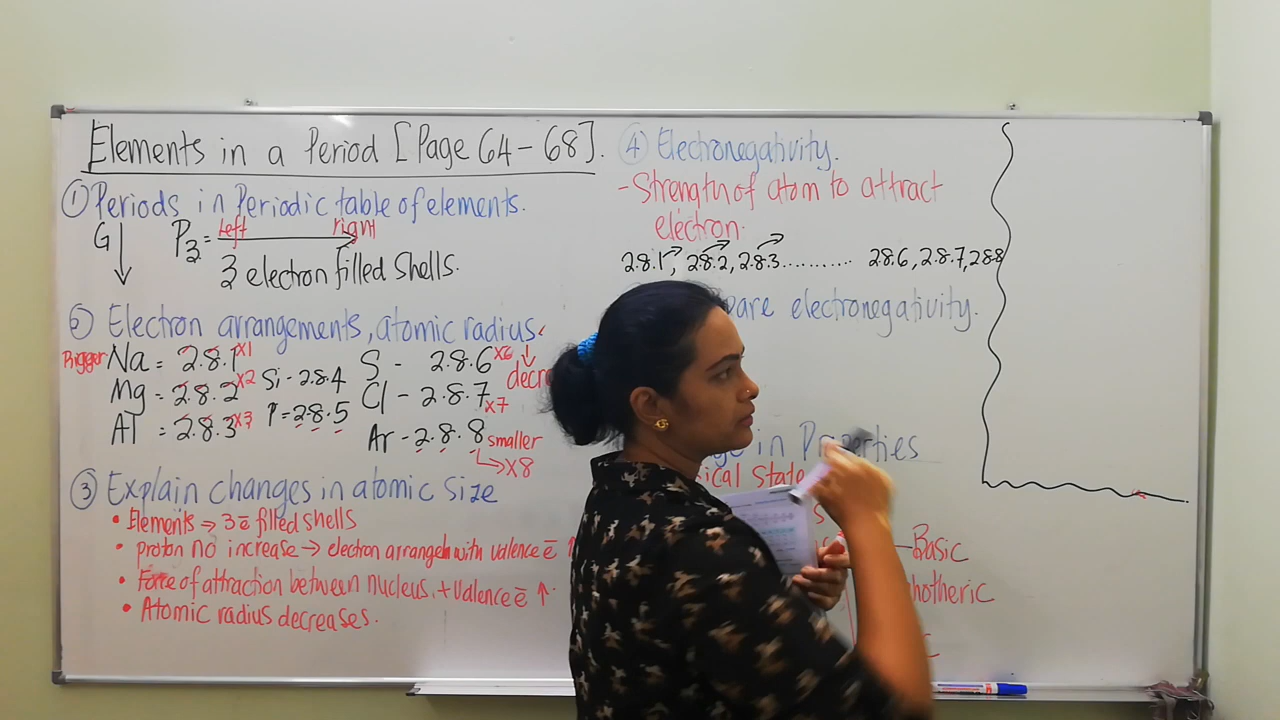 Elements in a Period [Page 64-68].
① Periods in Periodic table of elements.
G
P3 = Left right
3 electron filled shells.
② Electron arrangements, atomic radius
Bigger Na = 2.8.1 x1
Mg = 2.8.2 x2
Al = 2.8.3 x3
Si - 2.8.4
P = 2.8.5
S - 2.8.6 x6
Cl - 2.8.7 x7
Ar - 2.8.8 smaller
x8
③ Explain changes in atomic size
• Elements → 3ē filled shells
• proton no increase → electron with valence ē ↑
• Force of attraction between nucleus + valence ē ↑.
• Atomic radius decreases.
④ Electronegativity.
- Strength of atom to attract
electron.
2.8.1, 2.8.2, 2.8.3........... 2.8.6, 2.8.7, 2.8.8
electronegativity.
in Properties
State
Basic